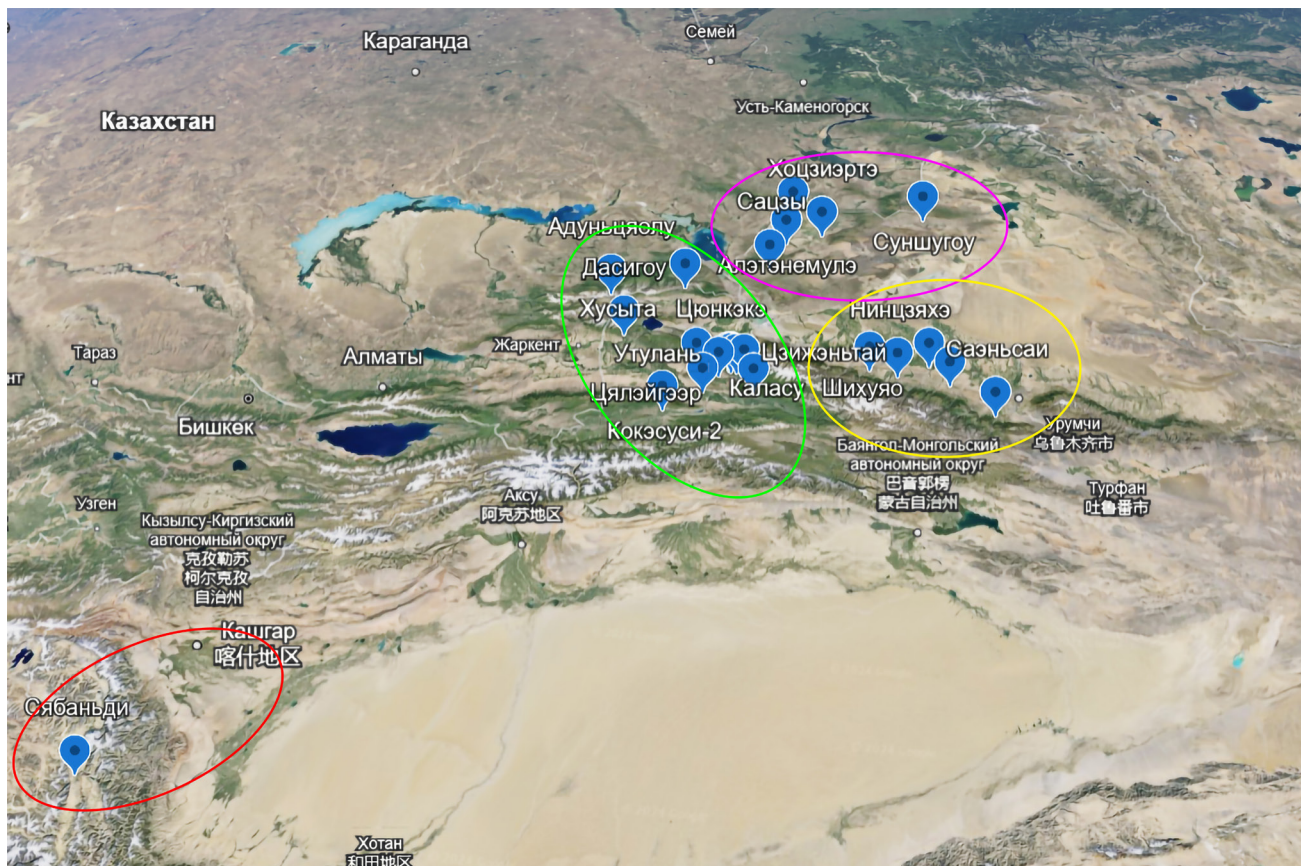 Семей
Караганда
Усть-Каменогорск
Казахстан
Хоцзиэртэ
Сацзы
Адуньцяолу
Суншугоу
Дасигоу
Алэтэнемулэ
Хусыта
Цюнкэкэ
Нинцзяхэ
Тараз
Алматы
Жаркент
Утулань
Цзижэньтай
Саэньсаи
нт
Цялэйгээр
Каласу
Шихуяо
Бишкек
Кокэсуси-2
Урумчи
乌鲁木齐市
Баянгол-Монгольский
автономный округ
巴音郭楞
蒙古自治州
Турфан
吐鲁番市
Узген
Аксу
阿克苏地区
Кызылсу-Киргизский
автономный округ
克孜勒苏
柯尔克孜
自治州
Кашгар
喀什地区
Сябаньди
Хотан
和田地区